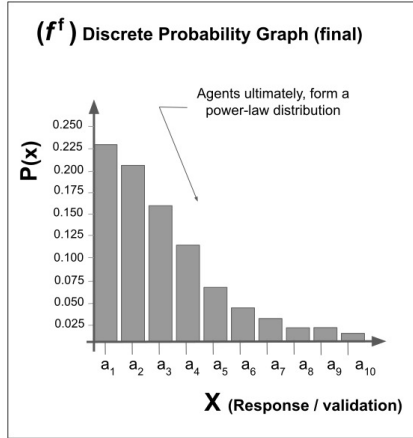 (fᶠ) Discrete Probability Graph (final)
Agents ultimately, form a
power-law distribution
P(x)
0.250
0.225
0.200
0.175
0.150
0.125
0.100
0.075
0.050
0.025
a₁ a₂ a₃ a₄ a₅ a₆ a₇ a₈ a₉ a₁₀
X (Response / validation)